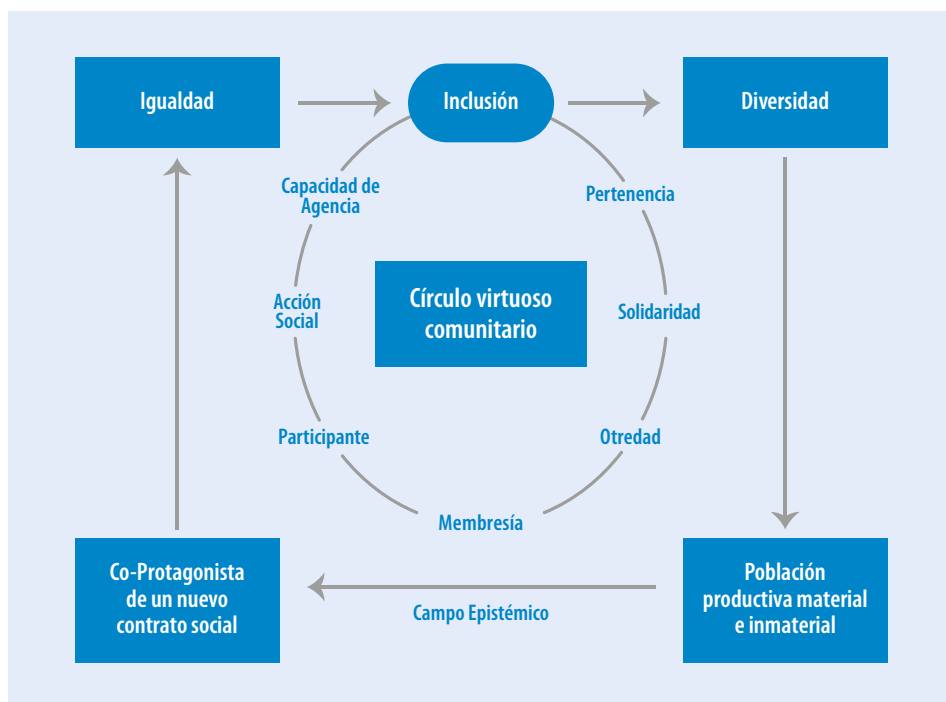 Igualdad
Inclusión
Diversidad
Capacidad de
Agencia
Pertenencia
Círculo virtuoso
comunitario
Acción
Social
Solidaridad
Participante
Otredad
Membresía
Co-Protagonista
de un nuevo
contrato social
Campo Epistémico
Población
productiva material
e inmaterial